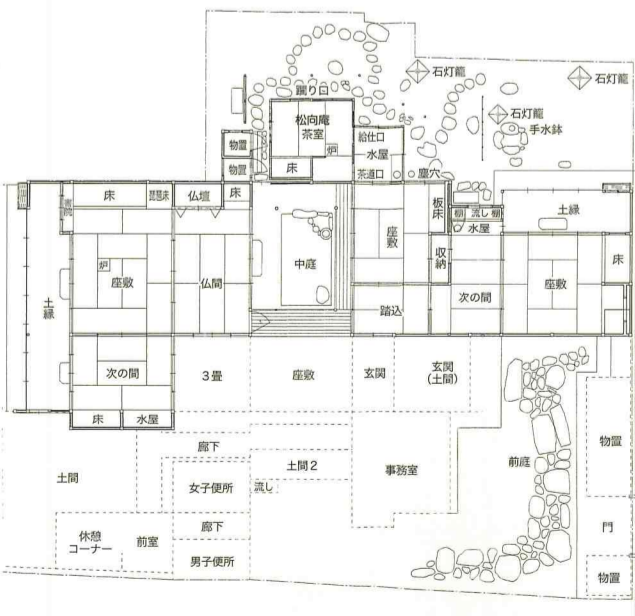 石灯籠
石灯籠
石灯籠
手水鉢
躙り口
松向庵
茶室
炉
床
物置
物置
給仕口
水屋
茶道口
塵穴
書院
床
琵琶床
仏壇
床
板床
棚
流し
棚
水屋
土縁
床
土縁
炉
座敷
仏間
中庭
座敷
収納
踏込
次の間
座敷
次の間
床
水屋
3畳
座敷
玄関
玄関
(土間)
土間
廊下
女子便所
流し
土間2
事務室
前庭
物置
休憩
コーナー
前室
廊下
男子便所
門
物置